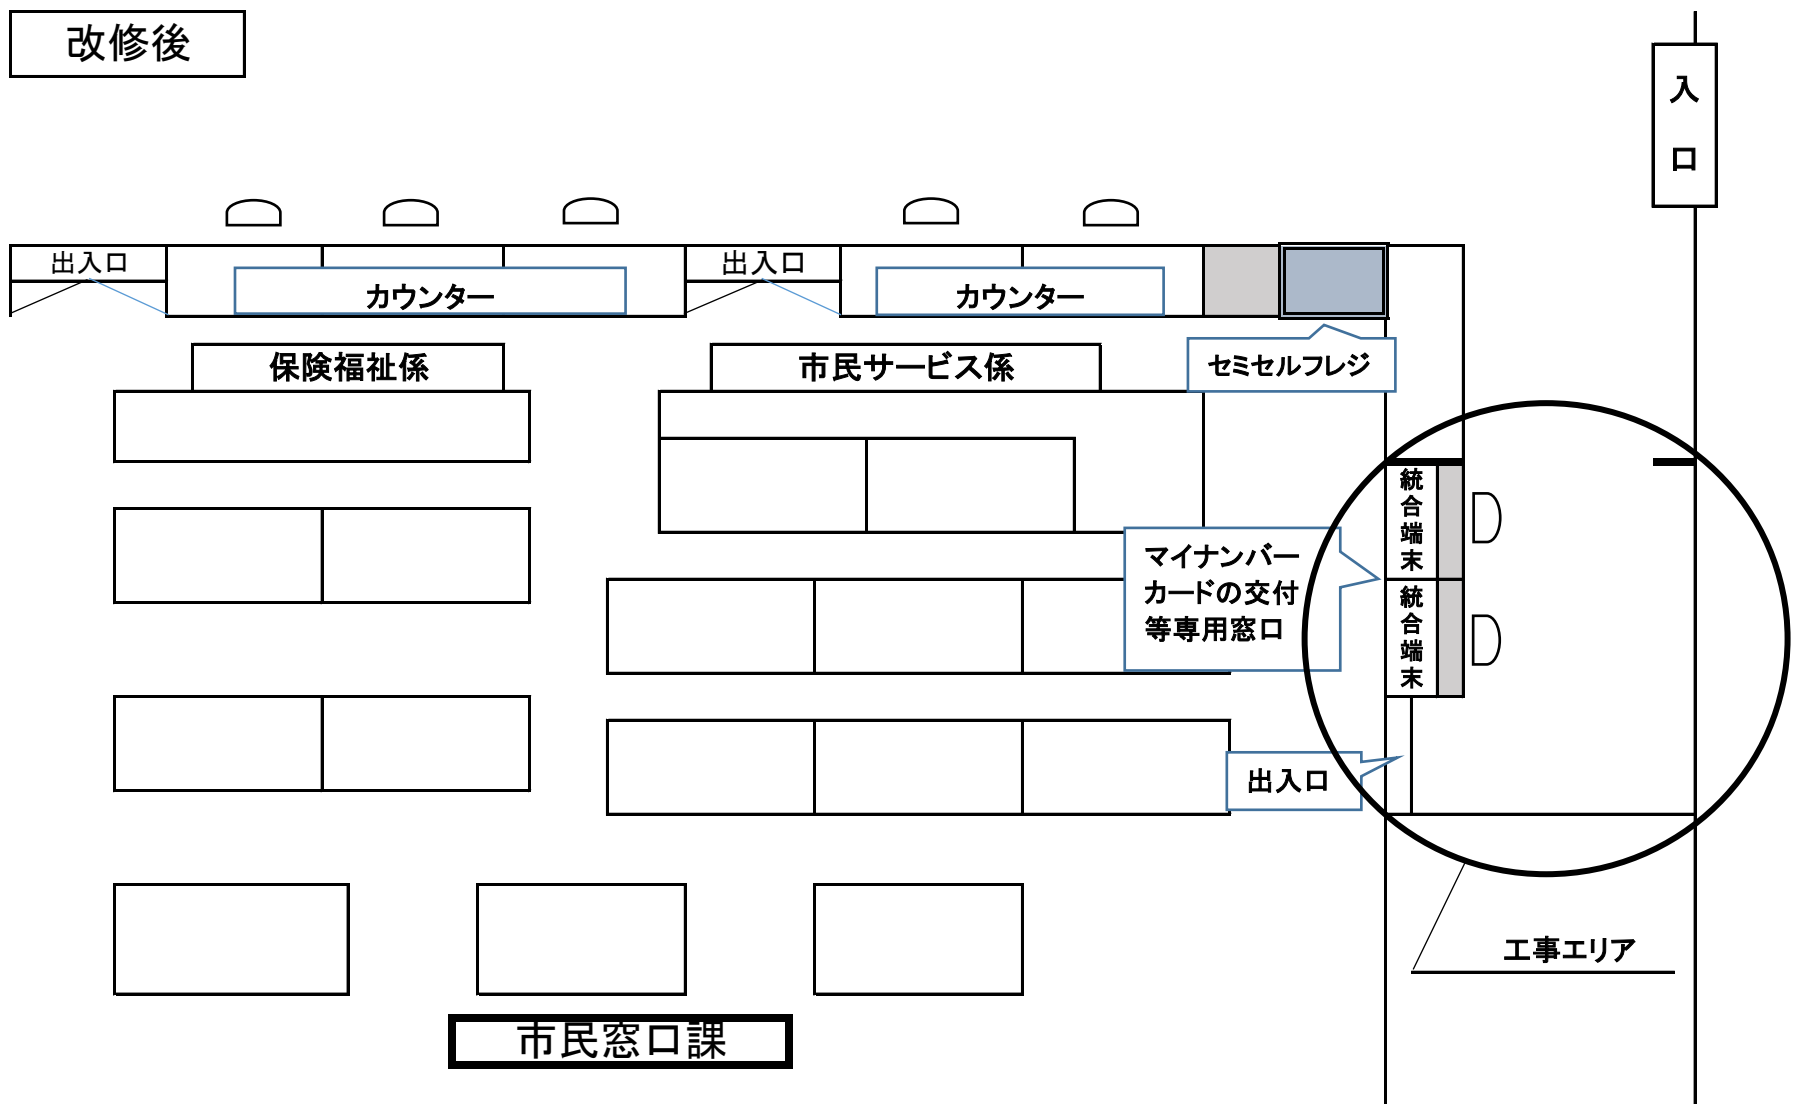 改修後
入口
出入口
出入口
カウンター
カウンター
保険福祉係
市民サービス係
セミセルフレジ
統合端末
マイナンバー
カードの交付
等専用窓口
統合端末
出入口
工事エリア
市民窓口課